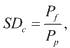 SD_c = P_f / P_p,